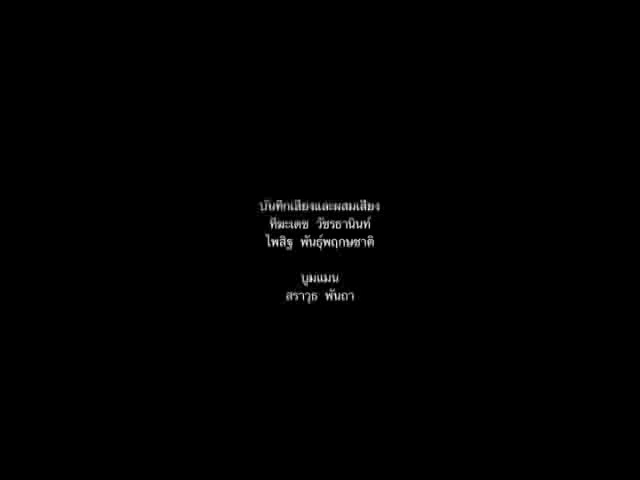 บันทึกเสียงและผสมเสียง
ทีฆะเดช วัชรธานินท์
ไพสิฐ พันธุ์พฤกษชาติ
บูมแมน
สราวุธ พันถา